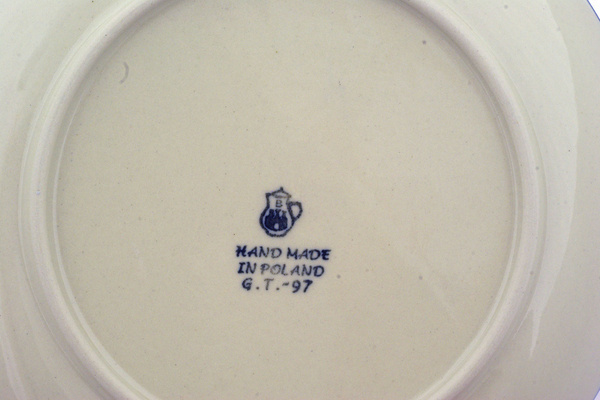 B
HAND MADE
IN POLAND
G.T.-97